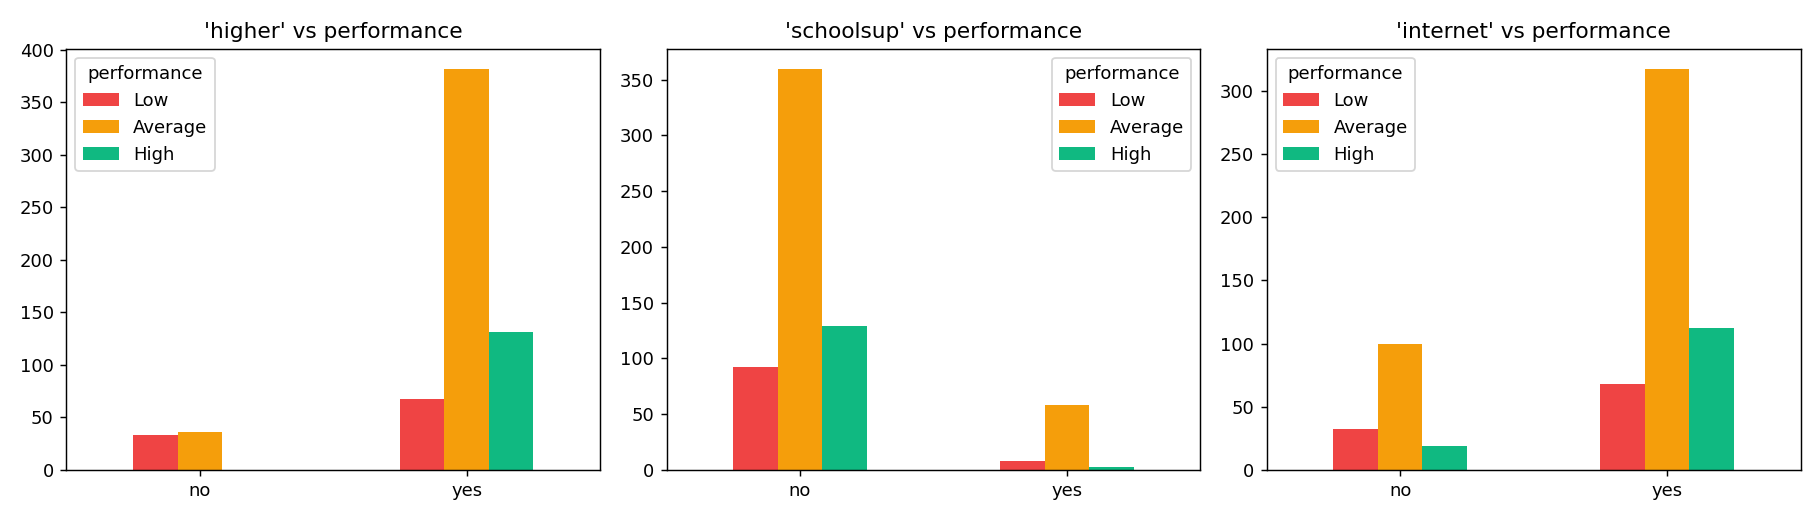 'higher' vs performance
400
350
300
250
200
150
100
50
0
performance
Low
Average
High
no
yes
'schoolsup' vs performance
350
300
250
200
150
100
50
0
performance
Low
Average
High
no
yes
'internet' vs performance
300
250
200
150
100
50
0
performance
Low
Average
High
no
yes